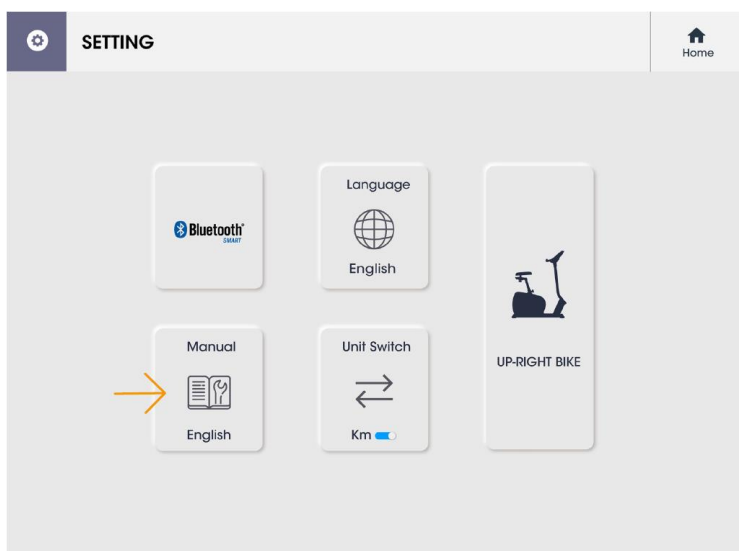 SETTING
Home
Bluetooth
SMART
Language
English
UP-RIGHT BIKE
Manual
English
Unit Switch
Km